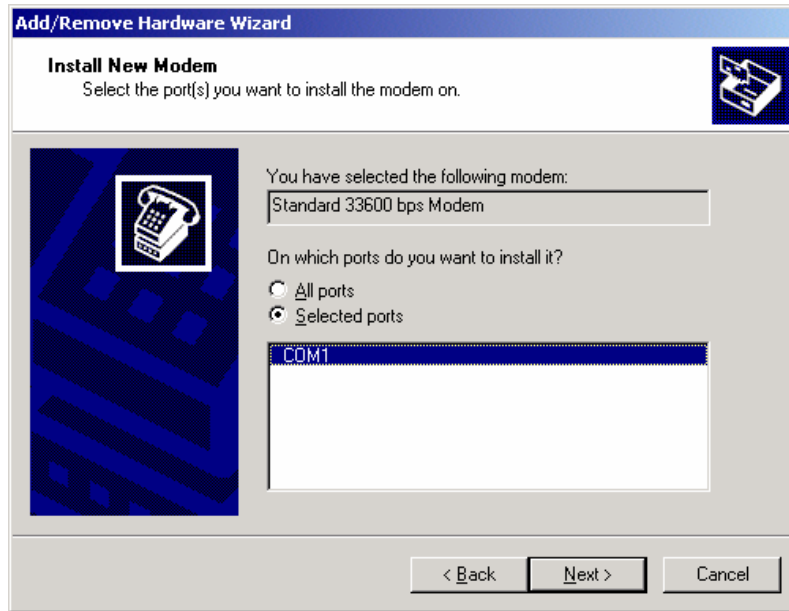 Add/Remove Hardware Wizard
Install New Modem
Select the port(s) you want to install the modem on.
You have selected the following modem:
Standard 33600 bps Modem
On which ports do you want to install it?
All ports
Selected ports
COM1
< Back
Next >
Cancel